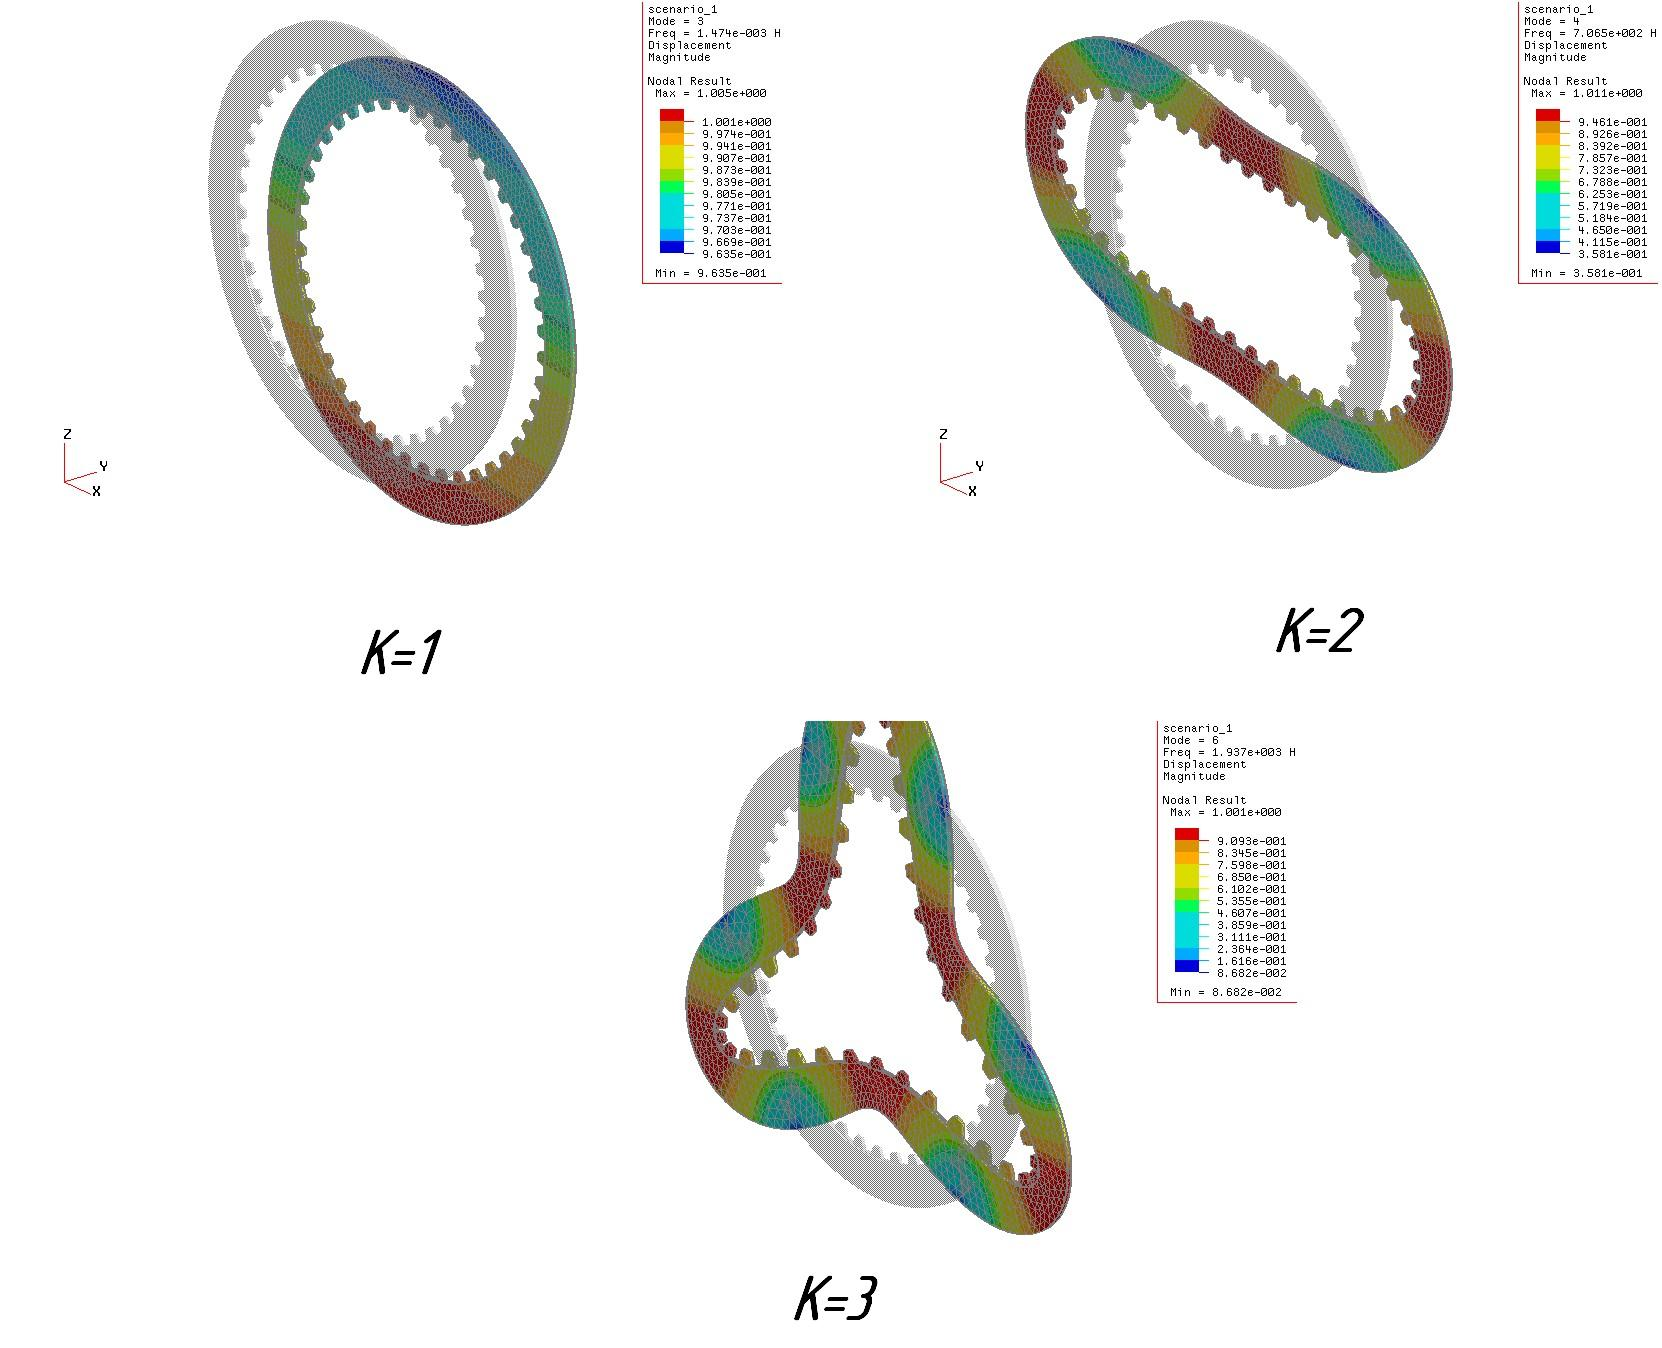 scenario_1
Mode = 3
Freq = 1.474e-003 H
Displacement
Magnitude
Nodal Result
Max = 1.005e+000
1.001e+000
9.974e-001
9.941e-001
9.907e-001
9.873e-001
9.839e-001
9.805e-001
9.771e-001
9.737e-001
9.703e-001
9.669e-001
9.635e-001
Min = 9.635e-001
Z
Y
X
K=1
scenario_1
Mode = 4
Freq = 7.065e+002 H
Displacement
Magnitude
Nodal Result
Max = 1.011e+000
9.461e-001
8.926e-001
8.392e-001
7.857e-001
7.323e-001
6.788e-001
6.253e-001
5.719e-001
5.184e-001
4.650e-001
4.115e-001
3.581e-001
Min = 3.581e-001
Z
Y
X
K=2
scenario_1
Mode = 6
Freq = 1.937e+003 H
Displacement
Magnitude
Nodal Result
Max = 1.001e+000
9.093e-001
8.345e-001
7.598e-001
6.850e-001
6.102e-001
5.355e-001
4.607e-001
3.859e-001
3.111e-001
2.364e-001
1.616e-001
8.682e-002
Min = 8.682e-002
K=3